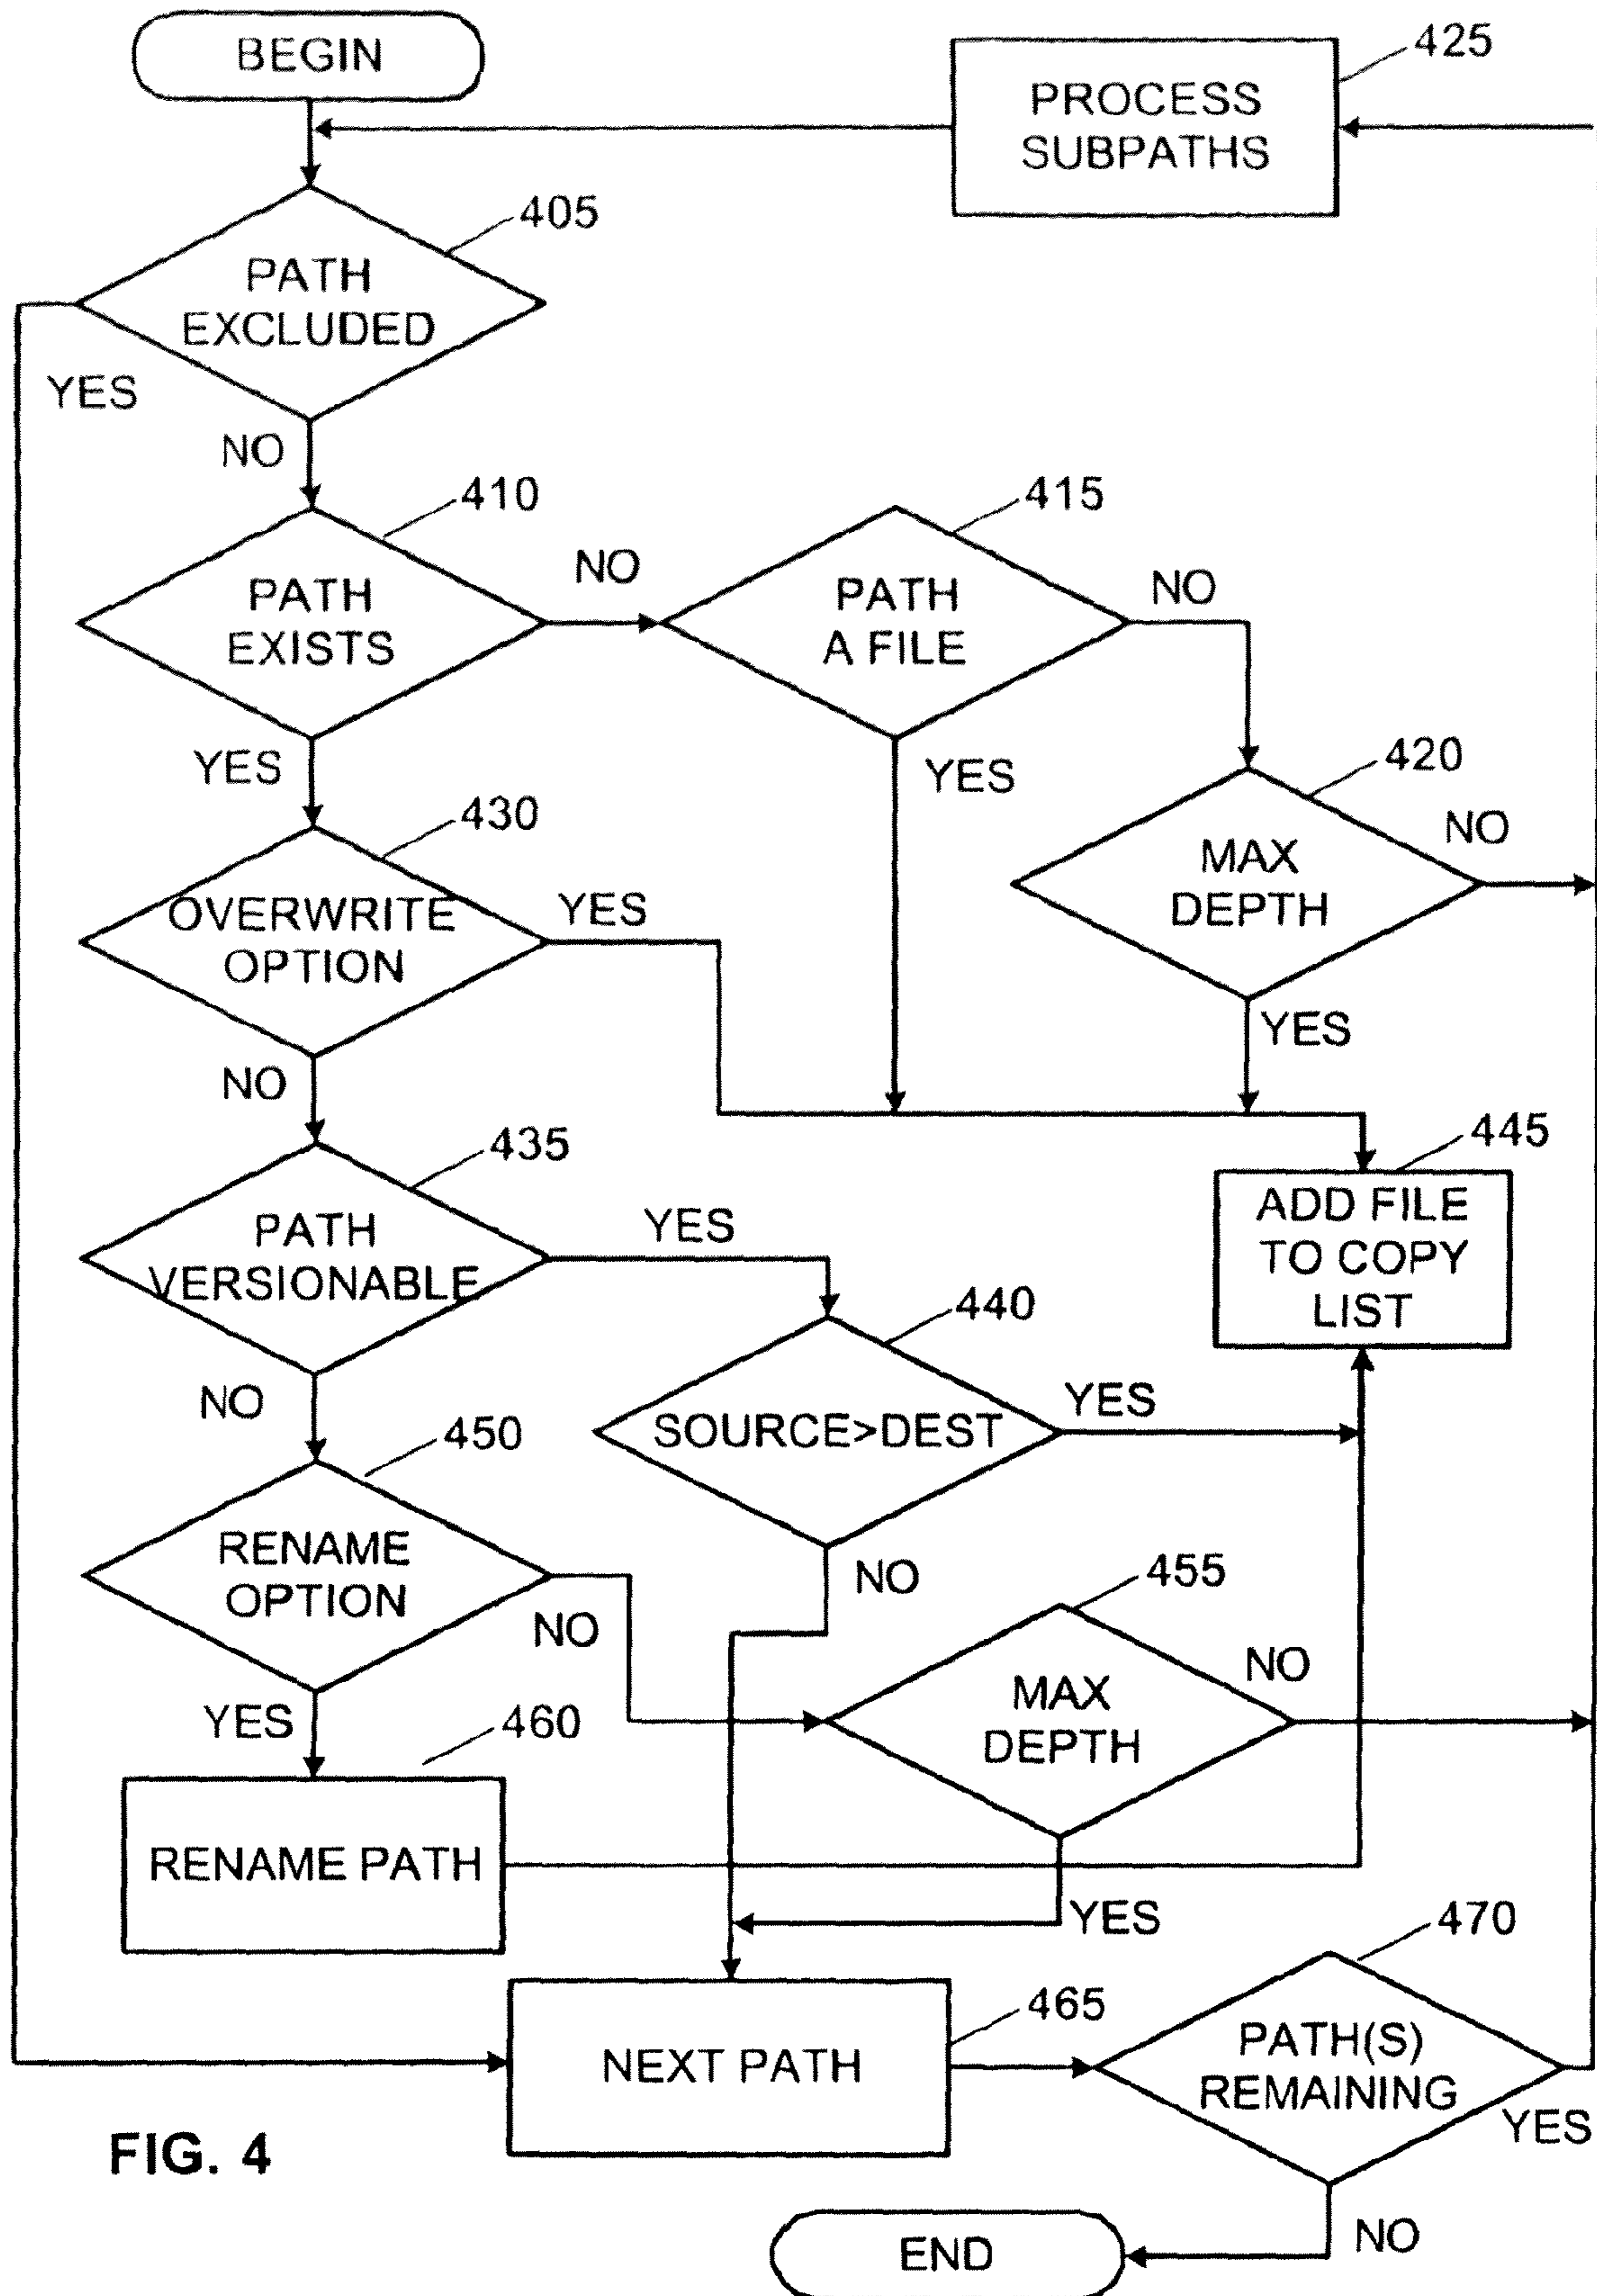 BEGIN
425
PROCESS
SUBPATHS
405
PATH
EXCLUDED
YES
NO
410
415
NO
NO
PATH
EXISTS
PATH
A FILE
YES
YES
420
430
NO
MAX
DEPTH
OVERWRITE
OPTION
YES
YES
NO
435
445
YES
ADD FILE
TO COPY
LIST
PATH
VERSIONABLE
440
NO
YES
450
SOURCE>DEST
RENAME
OPTION
NO
455
NO
NO
MAX
DEPTH
YES
460
RENAME PATH
YES
470
465
NEXT PATH
PATH(S)
REMAINING
YES
FIG. 4
NO
END